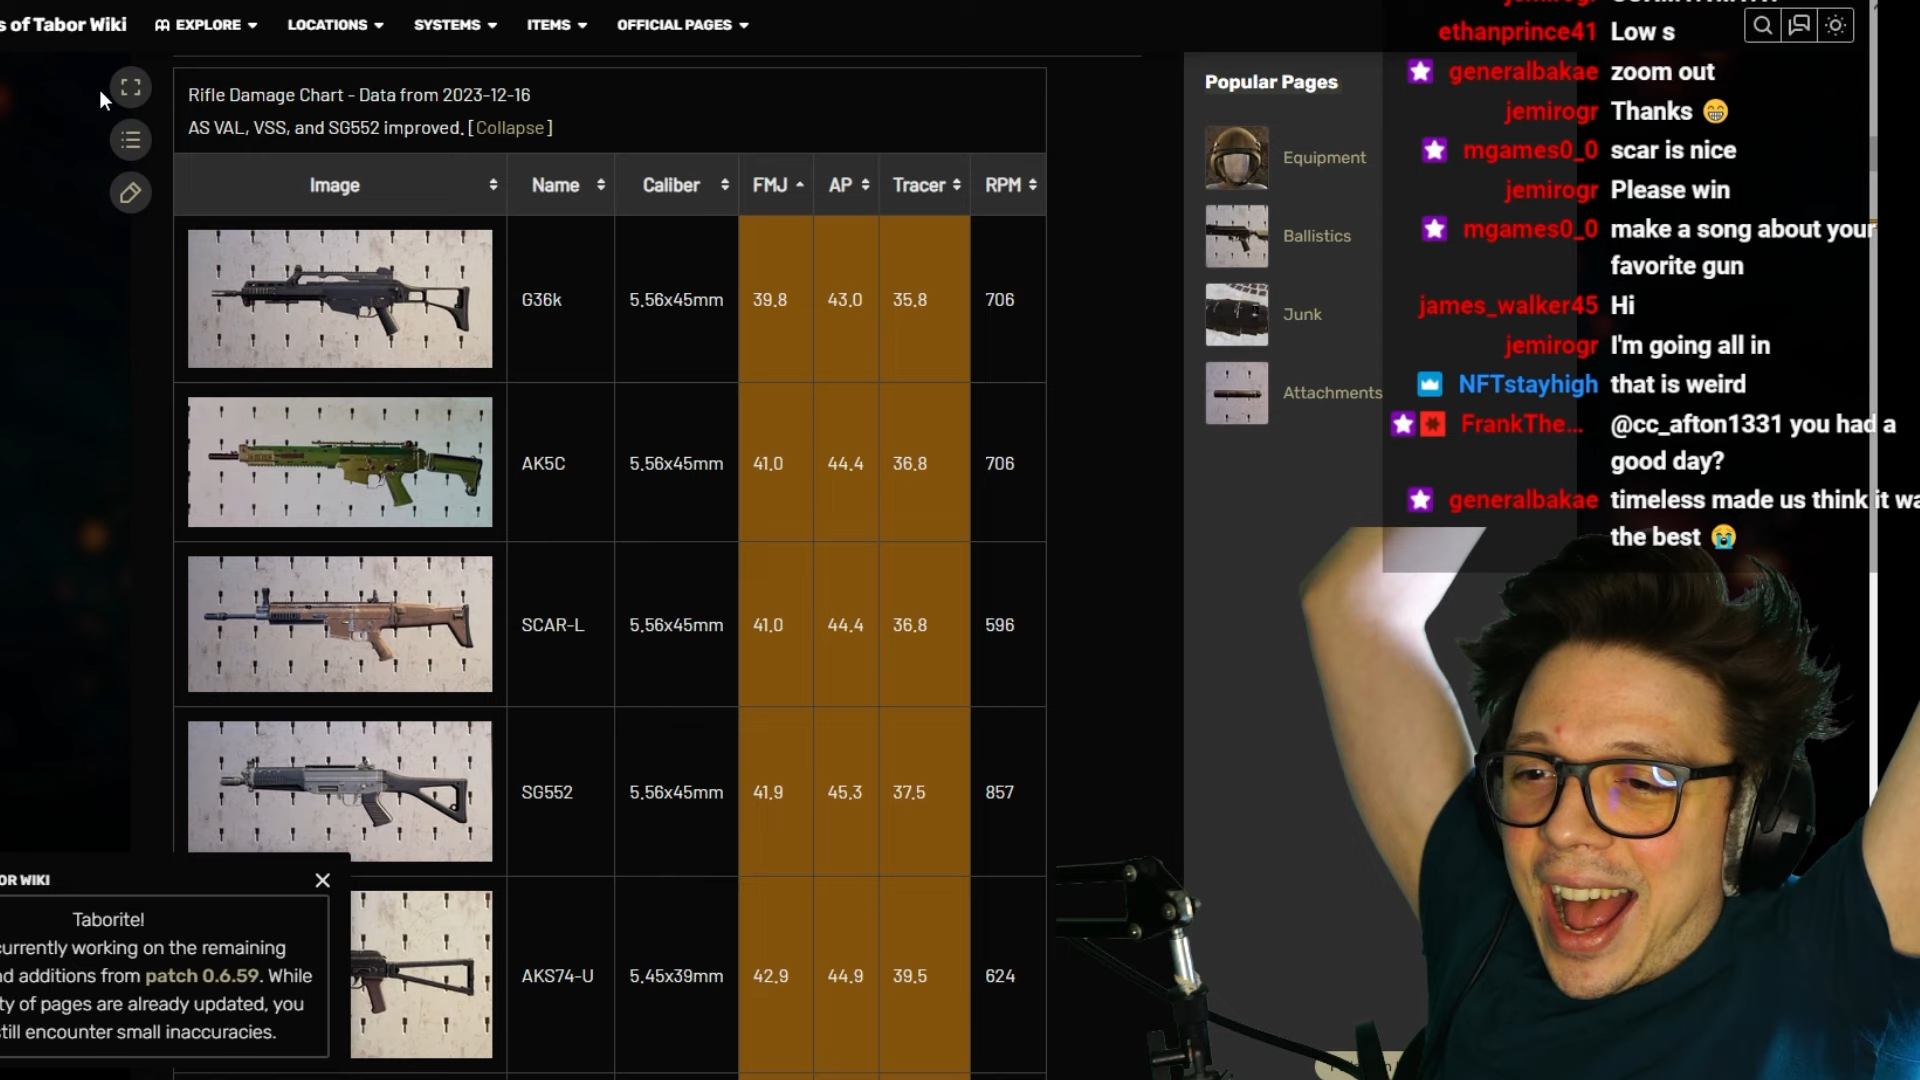 s of Tabor Wiki
EXPLORE
LOCATIONS
SYSTEMS
ITEMS
OFFICIAL PAGES
Rifle Damage Chart - Data from 2023-12-16
AS VAL, VSS, and SG552 improved. [Collapse]
Image Name Caliber FMJ AP Tracer RPM
G36k 5.56x45mm 39.8 43.0 35.8 706
AK5C 5.56x45mm 41.0 44.4 36.8 706
SCAR-L 5.56x45mm 41.0 44.4 36.8 596
SG552 5.56x45mm 41.9 45.3 37.5 857
AKS74-U 5.45x39mm 42.9 44.9 39.5 624
OR WIKI
Taborite!
currently working on the remaining
d additions from patch 0.6.59. While
ty of pages are already updated, you
till encounter small inaccuracies.
Popular Pages
Equipment
Ballistics
Junk
Attachments
jemirogr
ethanprince41 Low s
generalbakae zoom out
jemirogr Thanks 😁
mgames0_0 scar is nice
jemirogr Please win
mgames0_0 make a song about your
favorite gun
james_walker45 Hi
jemirogr I'm going all in
NFTstayhigh that is weird
FrankThe... @cc_afton1331 you had a
good day?
generalbakae timeless made us think it wa
the best 😭